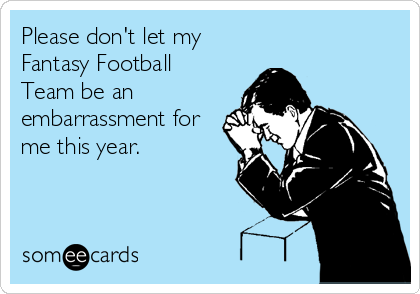 Please don't let my
Fantasy Football
Team be an
embarrassment for
me this year.
someecards